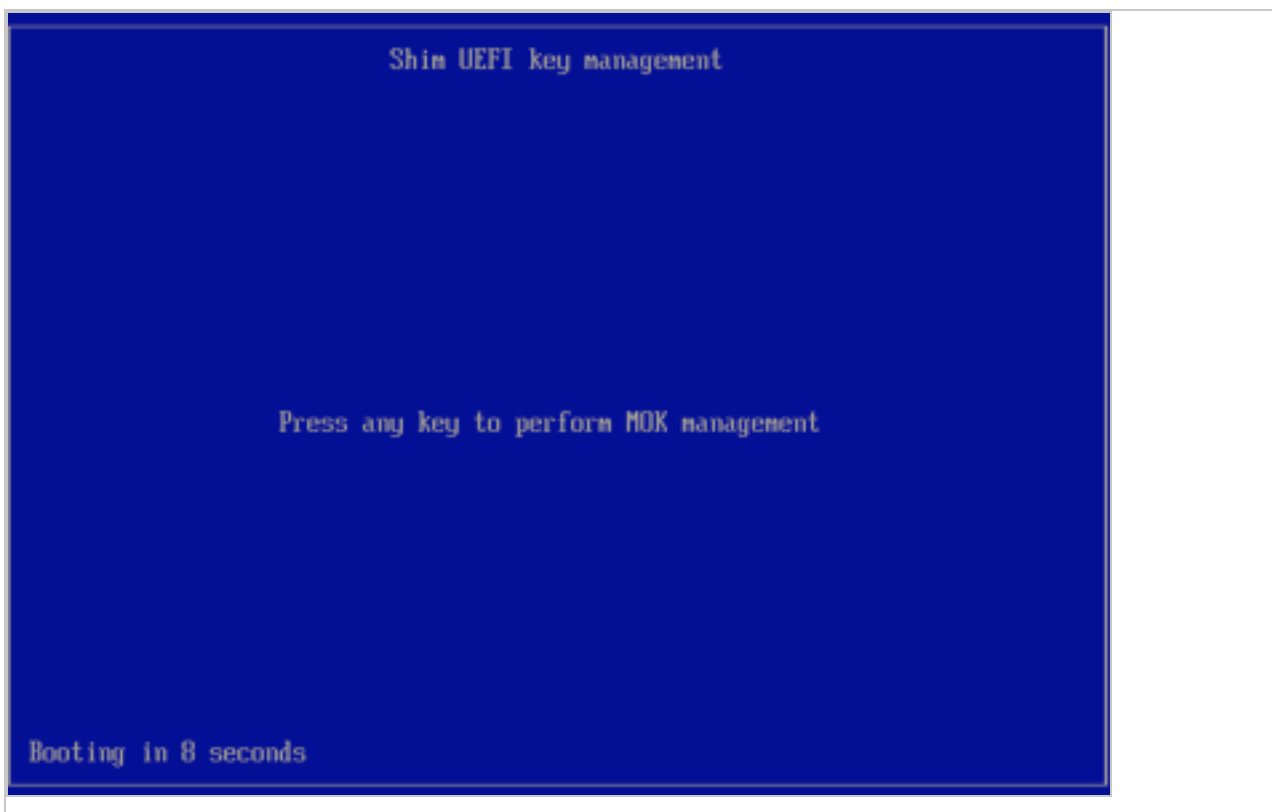 Shim UEFI key management
Press any key to perform MOK management
Booting in 8 seconds